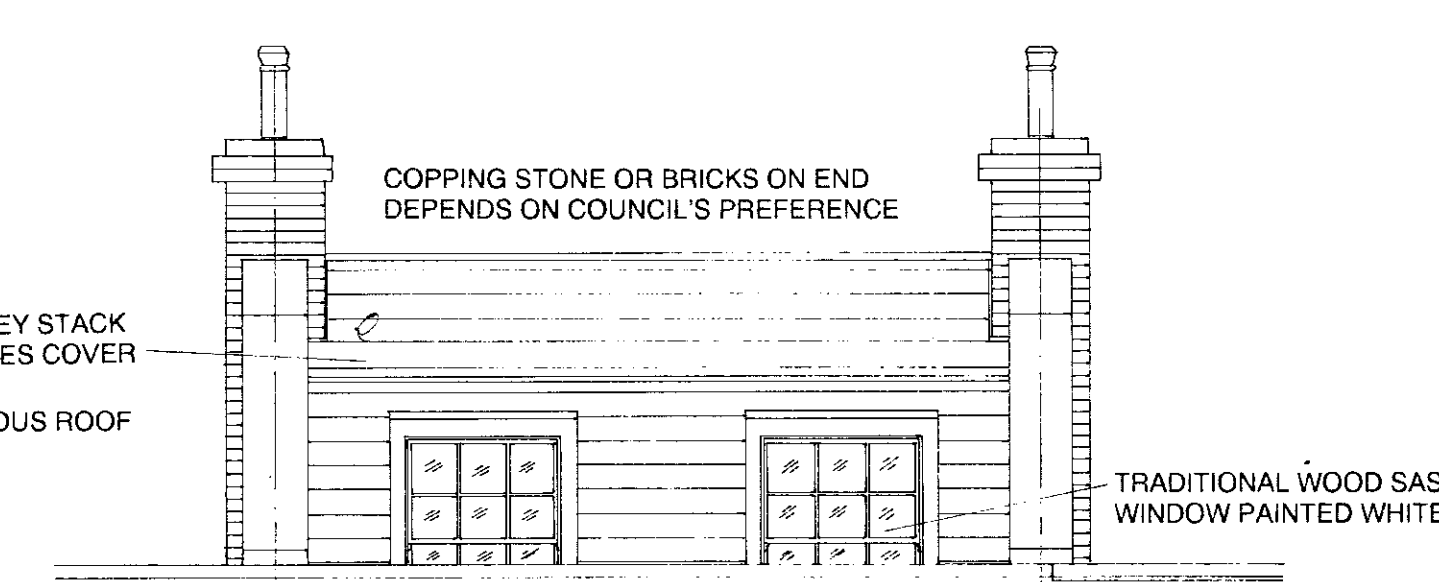 COPPING STONE OR BRICKS ON END
DEPENDS ON COUNCIL'S PREFERENCE
EY STACK
ES COVER
OUS ROOF
TRADITIONAL WOOD SAS
WINDOW PAINTED WHITE